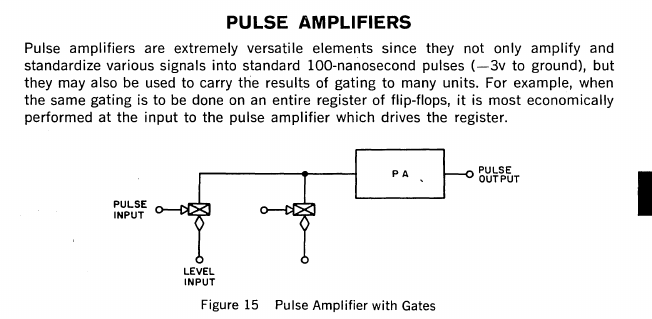 PULSE AMPLIFIERS
Pulse amplifiers are extremely versatile elements since they not only amplify and
standardize various signals into standard 100-nanosecond pulses (—3v to ground), but
they may also be used to carry the results of gating to many units. For example, when
the same gating is to be done on an entire register of flip-flops, it is most economically
performed at the input to the pulse amplifier which drives the register.
PA
PULSE
OUTPUT
PULSE
INPUT
LEVEL
INPUT
Figure 15 Pulse Amplifier with Gates